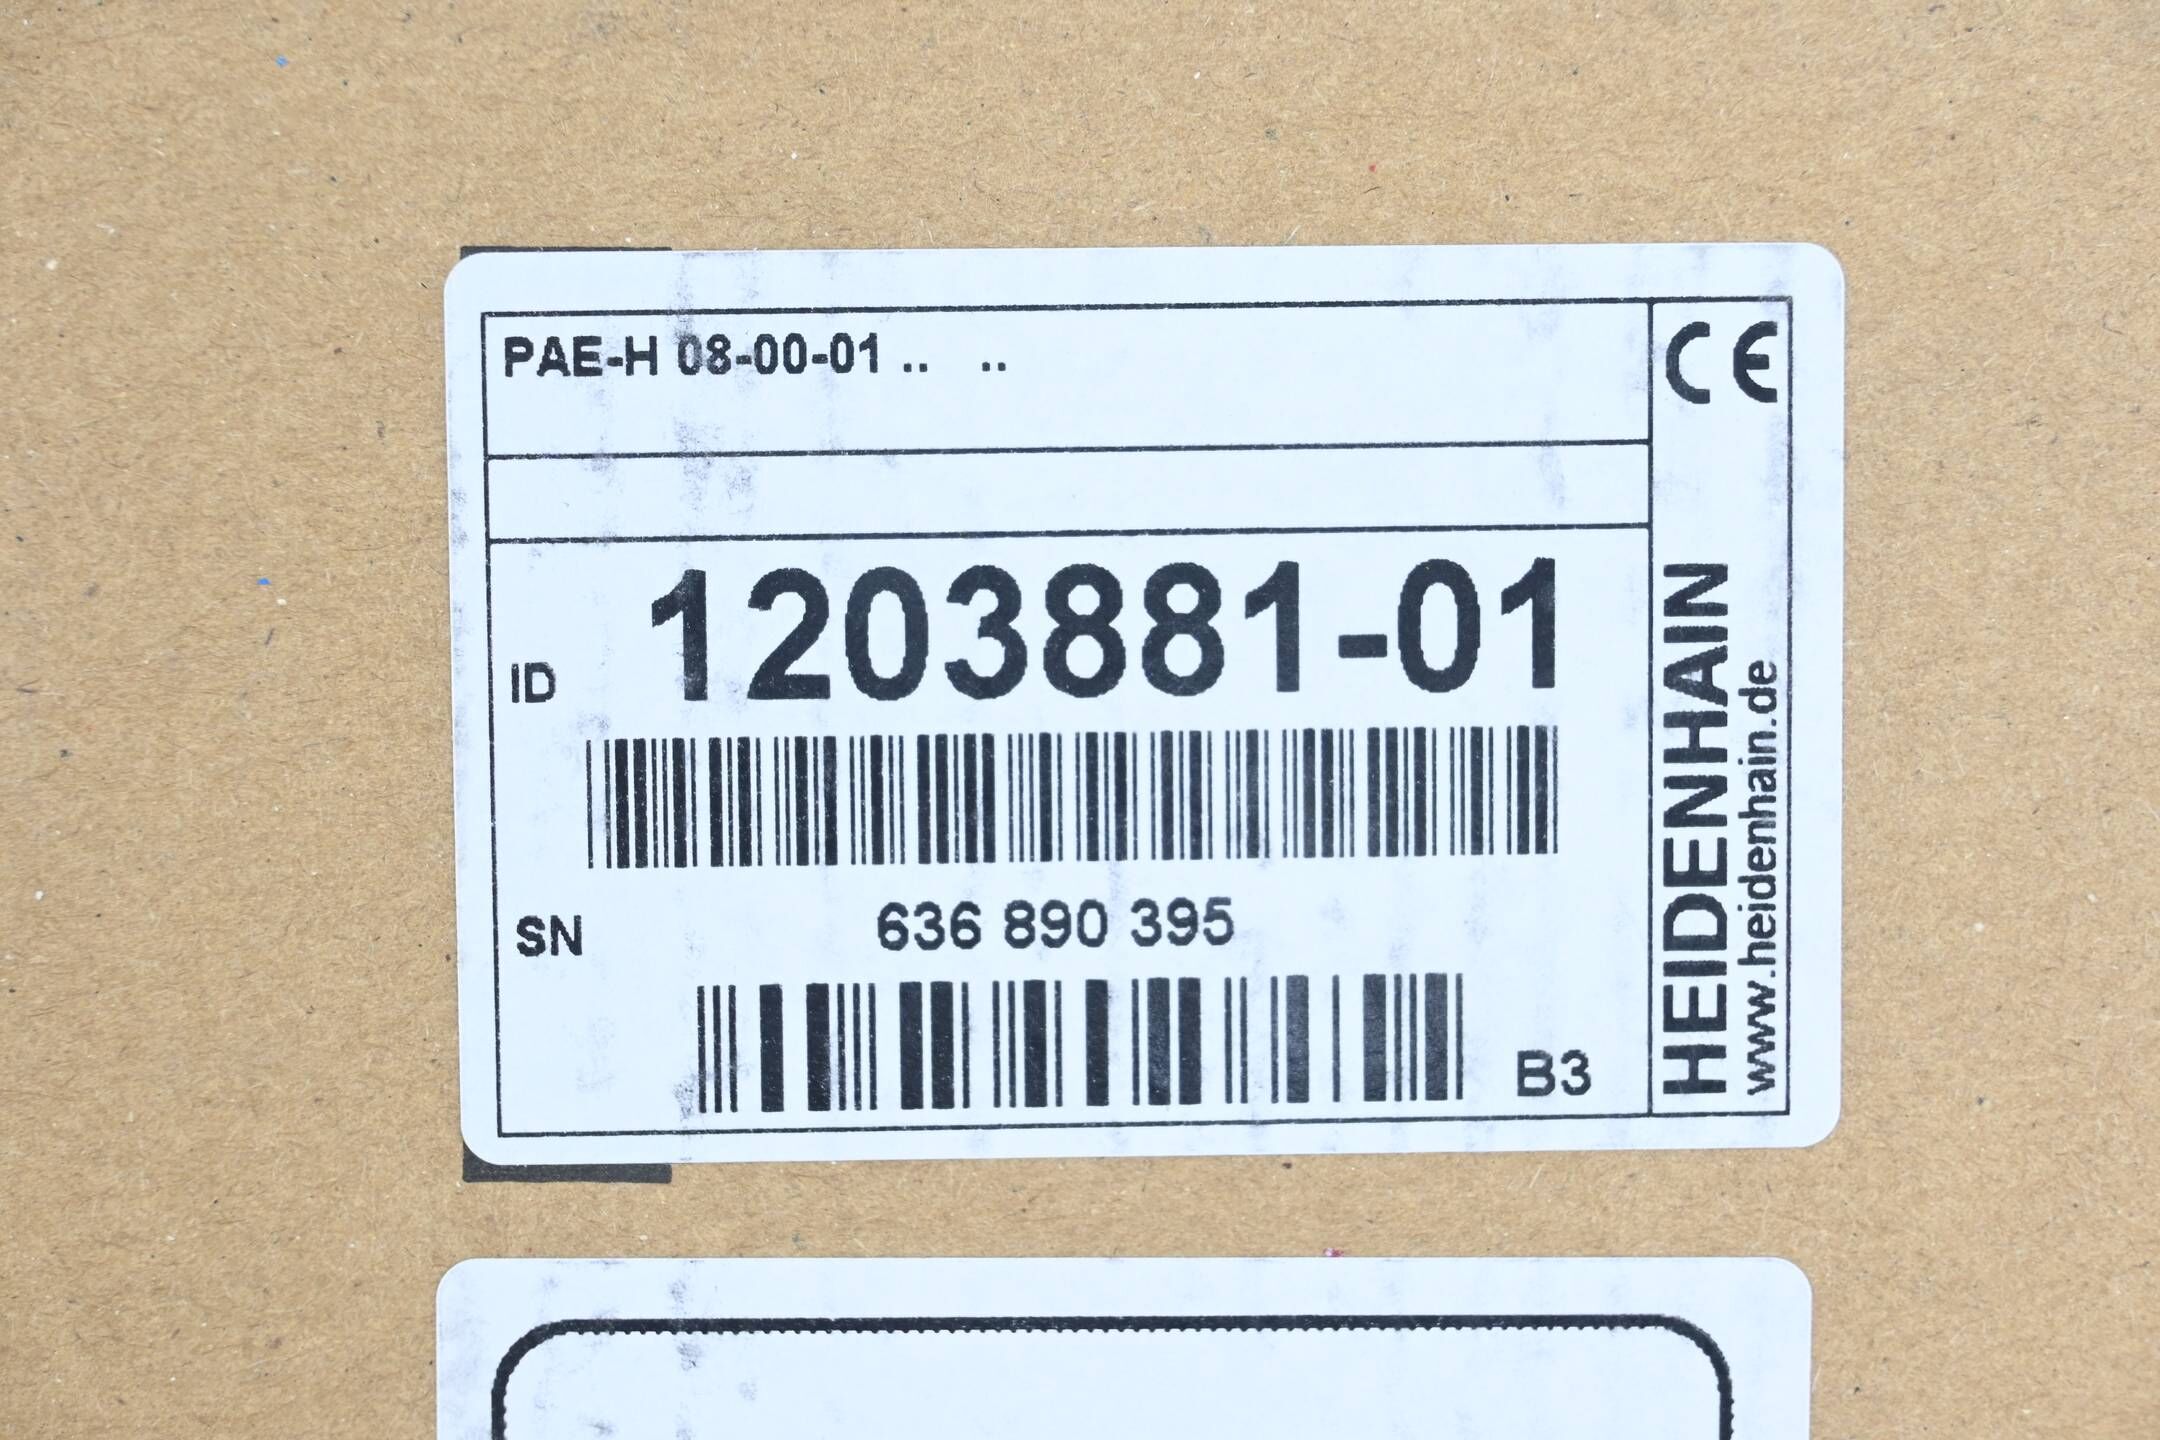 PAE-H 08-00-01 .. ..
ID 1203881-01
SN 636 890 395
B3
CE
HEIDENHAIN
www.heidenhain.de